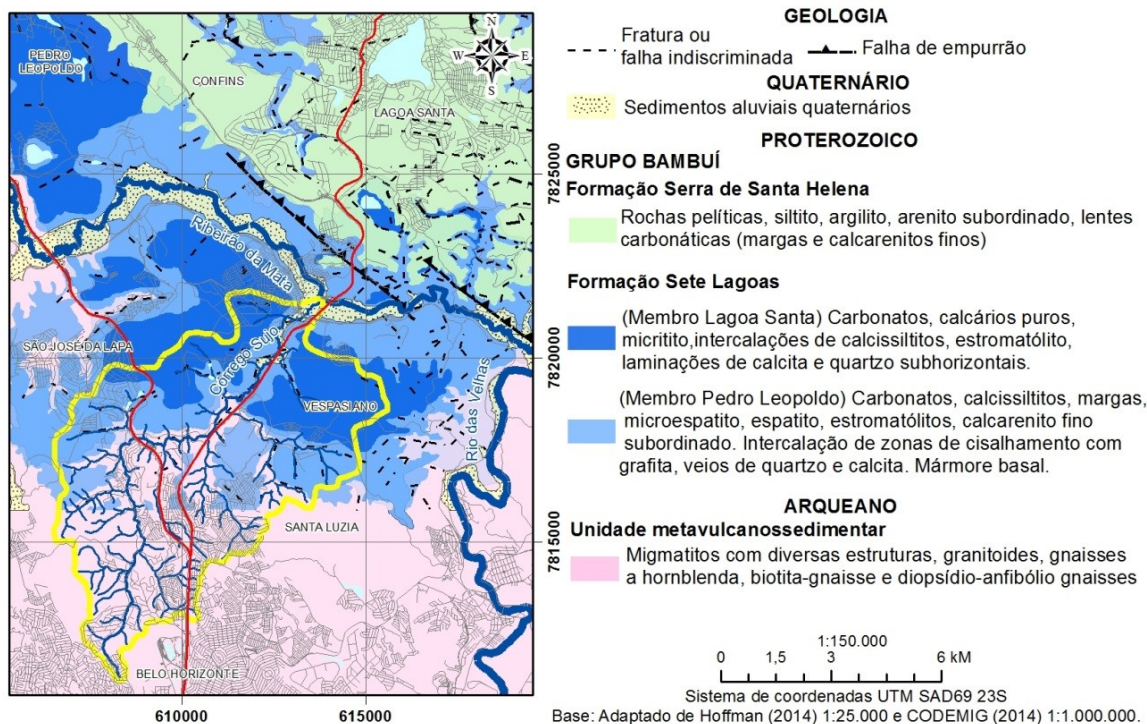 PEDRO
LEOPOLDO
CONFINS
LAGOA SANTA
N
W
E
S
Ribeirão da Mata
SÃO JOSÉ DA LAPA
Córrego Sujo
VESPASIANO
Rio das Velhas
SANTA LUZIA
BELO HORIZONTE
7825000
7820000
7815000
610000
615000
GEOLOGIA
Fratura ou
falha indiscriminada
Falha de empurrão
QUATERNÁRIO
Sedimentos aluviais quaternários
PROTEROZOICO
GRUPO BAMBUÍ
Formação Serra de Santa Helena
Rochas pelíticas, siltito, argilito, arenito subordinado, lentes
carbonáticas (margas e calcarenitos finos)
Formação Sete Lagoas
(Membro Lagoa Santa) Carbonatos, calcários puros,
micritito,intercalações de calcissiltitos, estromatólito,
laminações de calcita e quartzo subhorizontais.
(Membro Pedro Leopoldo) Carbonatos, calcissiltitos, margas,
microespatito, espatito, estromatólitos, calcarenito fino
subordinado. Intercalação de zonas de cisalhamento com
grafita, veios de quartzo e calcita. Mármore basal.
ARQUEANO
Unidade metavulcanossedimentar
Migmatitos com diversas estruturas, granitoides, gnaisses
a hornblenda, biotita-gnaisse e diopsídio-anfibólio gnaisses
1:150.000
0 1,5 3 6 kM
Sistema de coordenadas UTM SAD69 23S
Base: Adaptado de Hoffman (2014) 1:25.000 e CODEMIG (2014) 1:1.000.000.